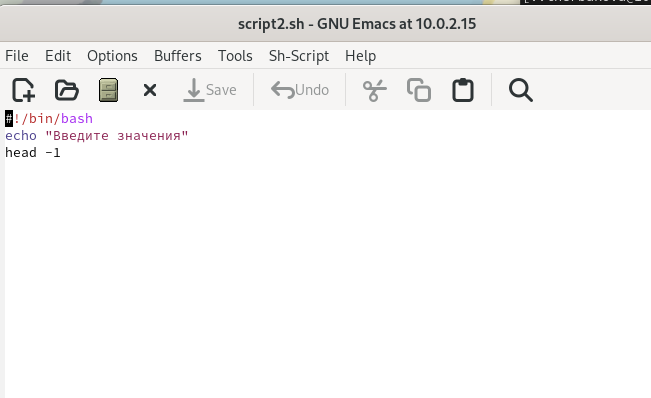 script2.sh - GNU Emacs at 10.0.2.15
File Edit Options Buffers Tools Sh-Script Help
Save Undo
#!/bin/bash
echo "Введите значения"
head -1